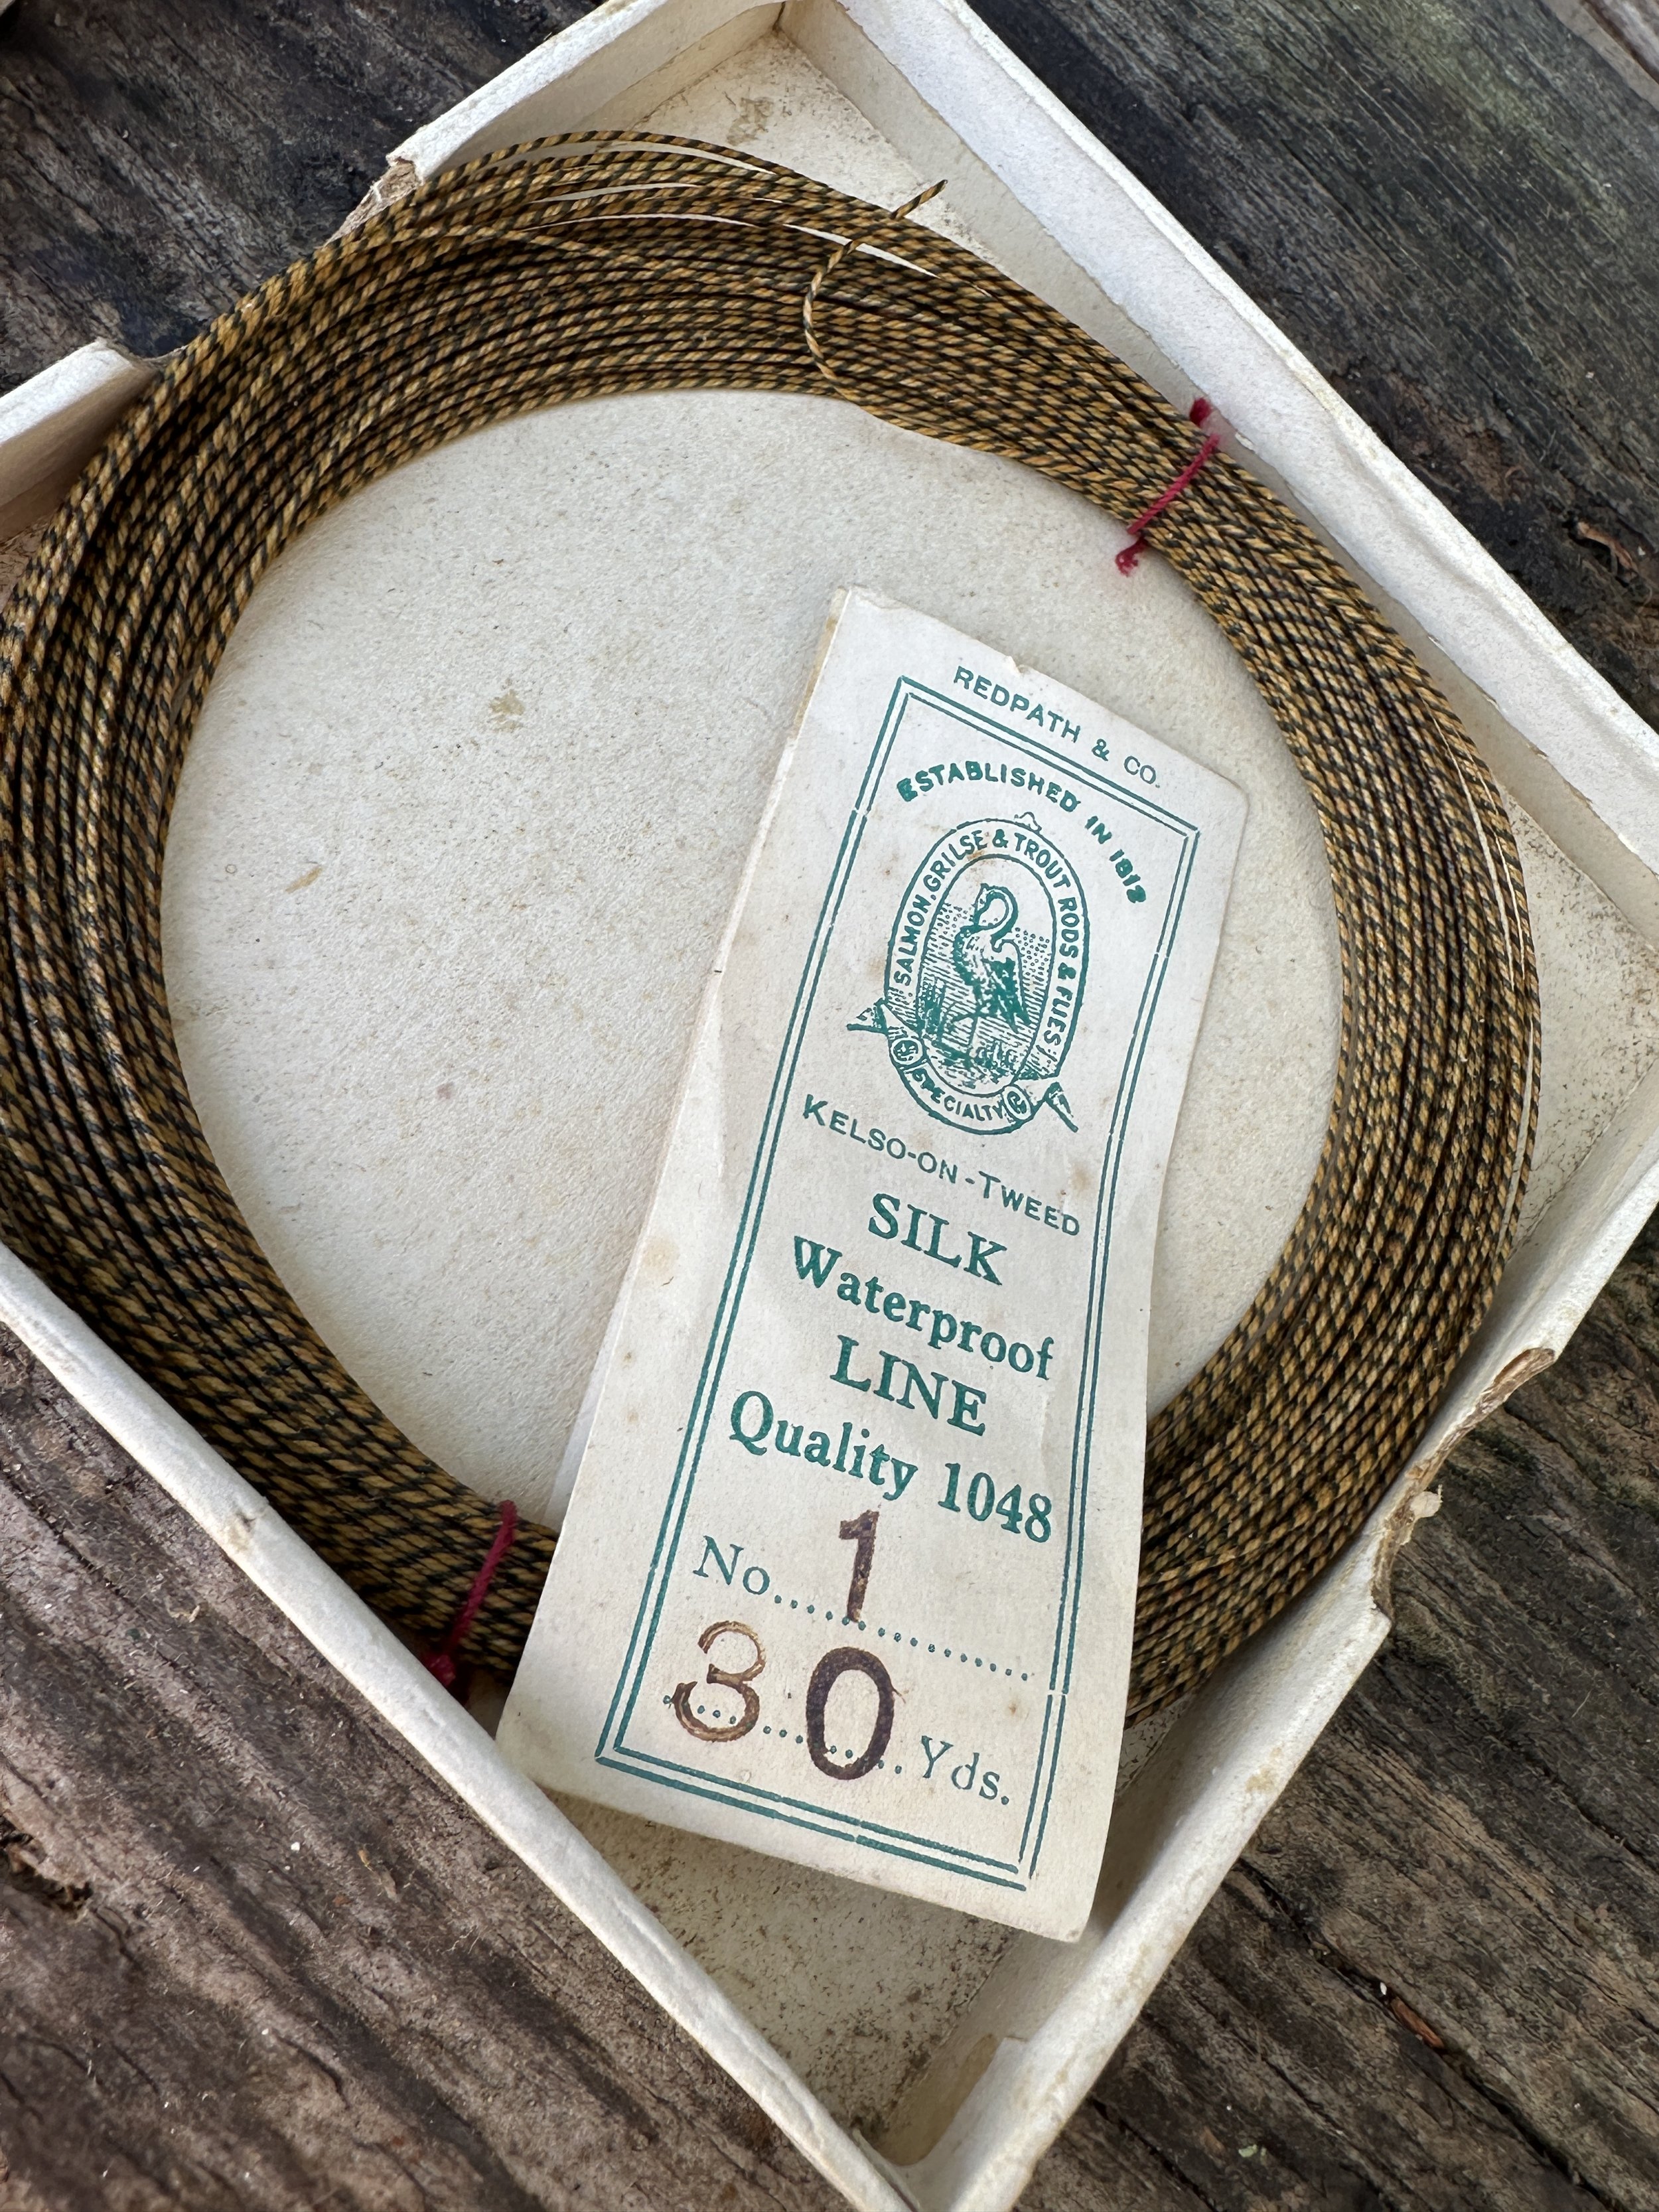 REDPATH & CO.
ESTABLISHED IN 1812
SALMON, GRILSE & TROUT RODS & FLIES
SPECIALTY
KELSO-ON-TWEED
SILK
Waterproof
LINE
Quality 1048
No. 1
30 Yds.